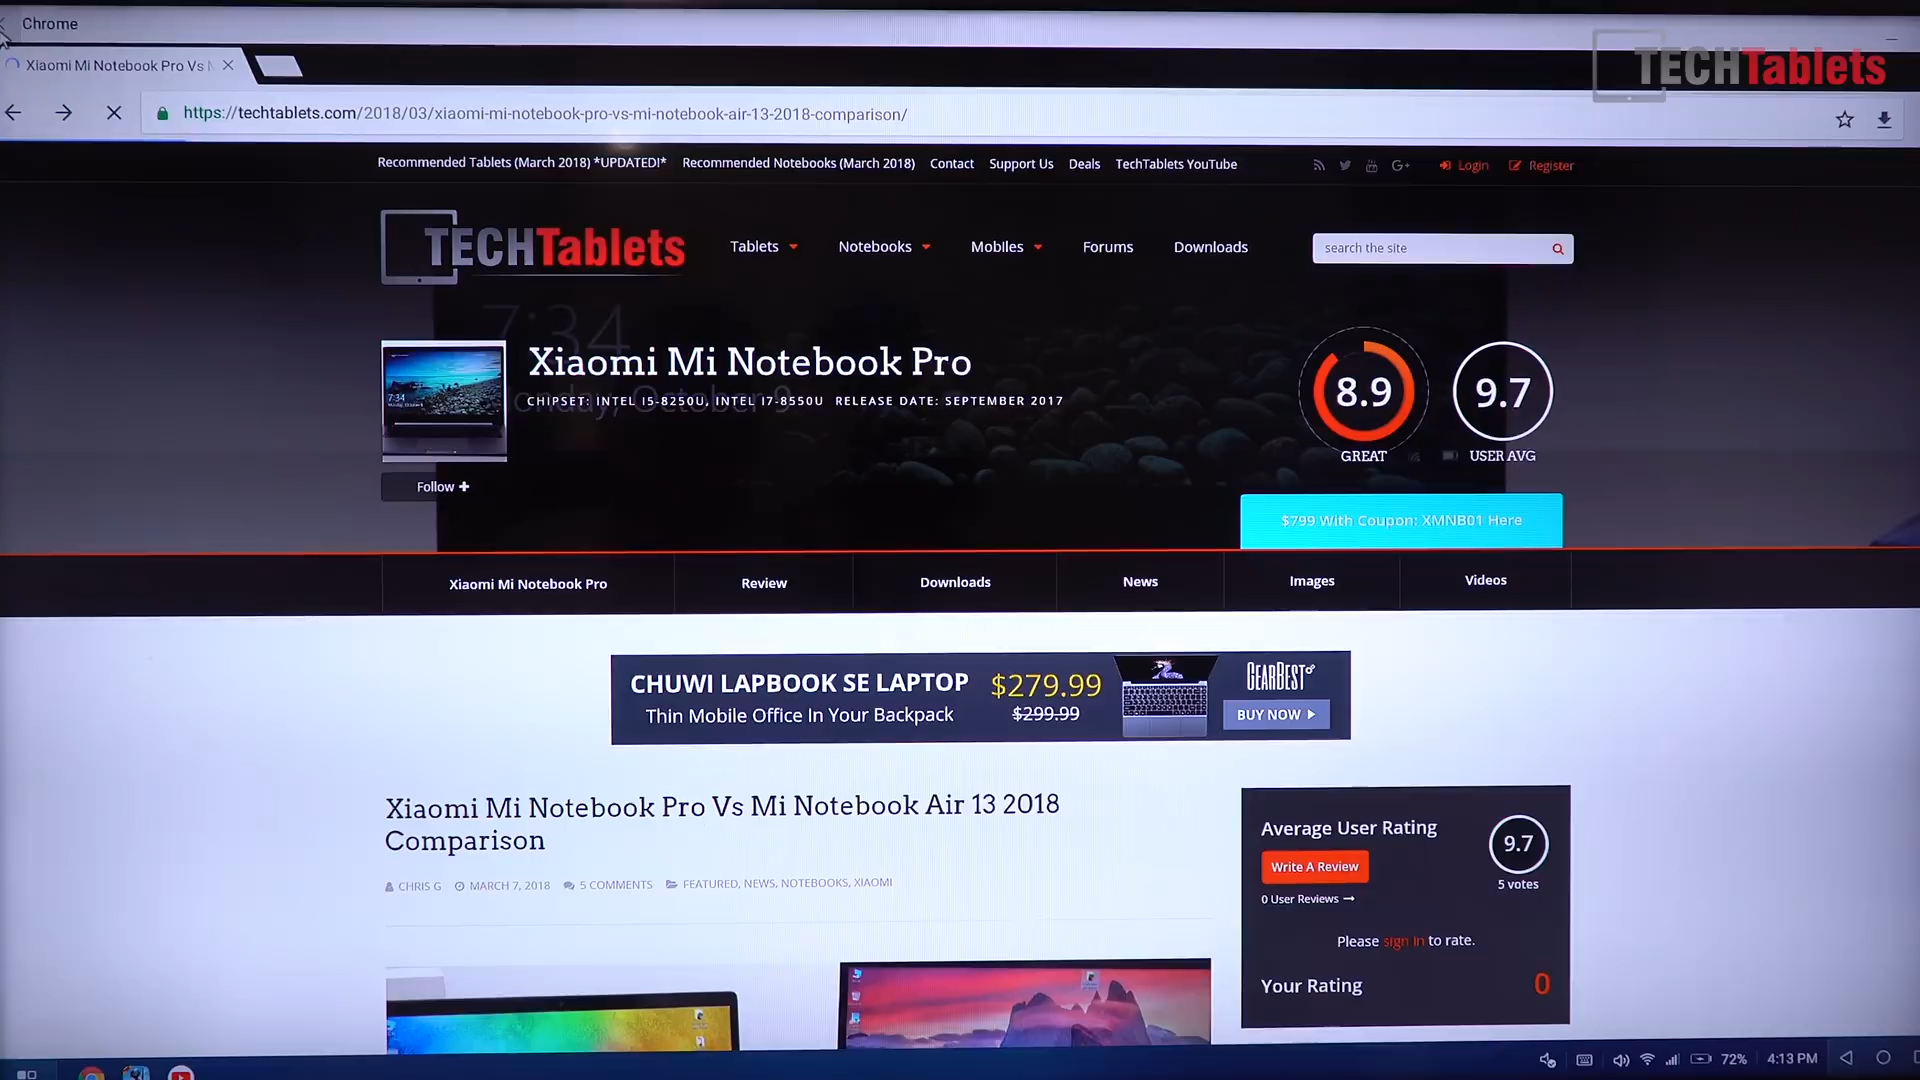 Chrome
TECHTablets
Xiaomi Mi Notebook Pro Vs
https://techtablets.com/2018/03/xiaomi-mi-notebook-pro-vs-mi-notebook-air-13-2018-comparison/
Recommended Tablets (March 2018) *UPDATED!* Recommended Notebooks (March 2018) Contact Support Us Deals TechTablets YouTube Login Register
TECHTablets Tablets Notebooks Mobiles Forums Downloads search the site
7:34
Xiaomi Mi Notebook Pro
CHIPSET: INTEL I5-8250U, INTEL I7-8550U RELEASE DATE: SEPTEMBER 2017
8.9 9.7
GREAT USER AVG
Follow +
$799 With Coupon: XMNB01 Here
Xiaomi Mi Notebook Pro Review Downloads News Images Videos
CHUWI LAPBOOK SE LAPTOP $279.99 GEARBEST
Thin Mobile Office In Your Backpack $299.99 BUY NOW
Xiaomi Mi Notebook Pro Vs Mi Notebook Air 13 2018
Comparison
CHRIS G MARCH 7, 2018 5 COMMENTS FEATURED, NEWS, NOTEBOOKS, XIAOMI
Average User Rating
9.7
Write A Review
5 votes
0 User Reviews
Please sign in to rate.
Your Rating 0
72% 4:13 PM